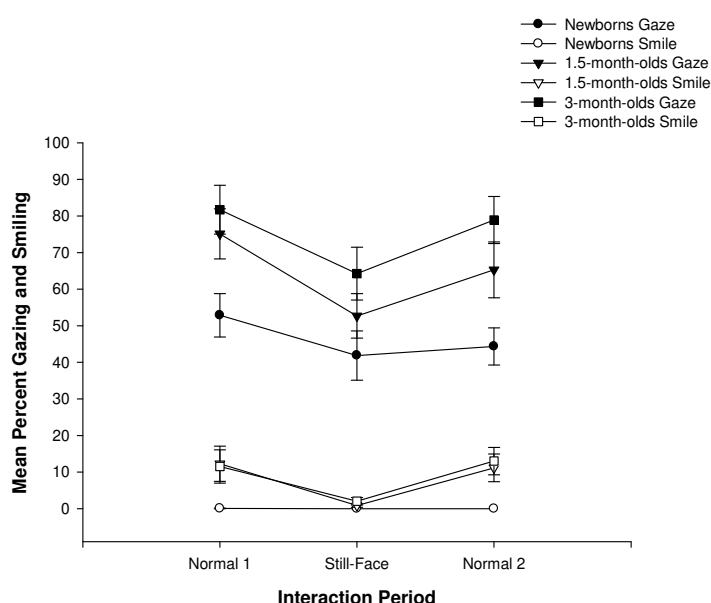 Newborns Gaze
Newborns Smile
1.5-month-olds Gaze
1.5-month-olds Smile
3-month-olds Gaze
3-month-olds Smile
100
90
80
70
60
50
40
30
20
10
0
Mean Percent Gazing and Smiling
Normal 1 Still-Face Normal 2
Interaction Period